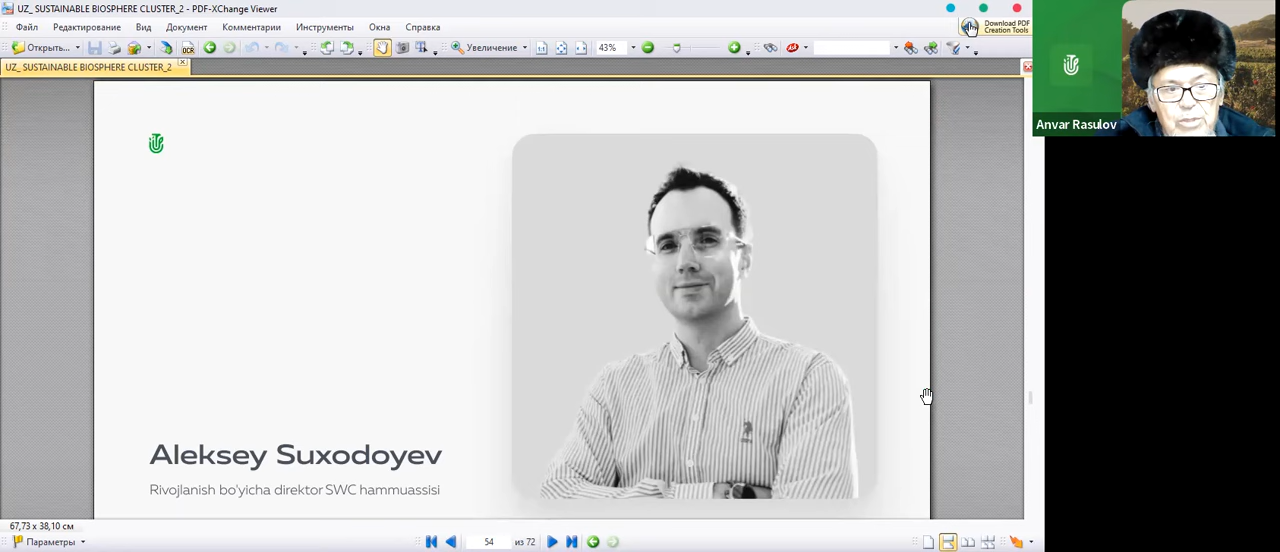 UZ_ SUSTAINABLE BIOSPHERE CLUSTER_2 - PDF-XChange Viewer
Файл Редактирование Вид Документ Комментарии Инструменты Окна Справка
Download PDF
Creation Tools
Открыть... OCR Увеличение 43%
UZ_ SUSTAINABLE BIOSPHERE CLUSTER_2
Anvar Rasulov
Aleksey Suxodoyev
Rivojlanish bo'yicha direktor SWC hammuassisi
67,73 x 38,10 см
Параметры 54 из 72